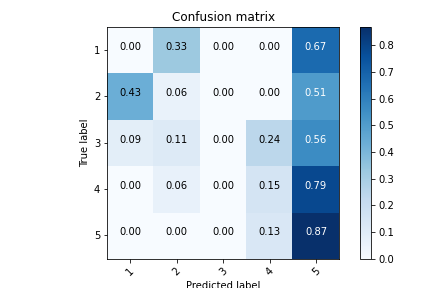 Confusion matrix
1 0.00 0.33 0.00 0.00 0.67
2 0.43 0.06 0.00 0.00 0.51
3 0.09 0.11 0.00 0.24 0.56
4 0.00 0.06 0.00 0.15 0.79
5 0.00 0.00 0.00 0.13 0.87
True label
1 2 3 4 5
Predicted label
0.8
0.7
0.6
0.5
0.4
0.3
0.2
0.1
0.0